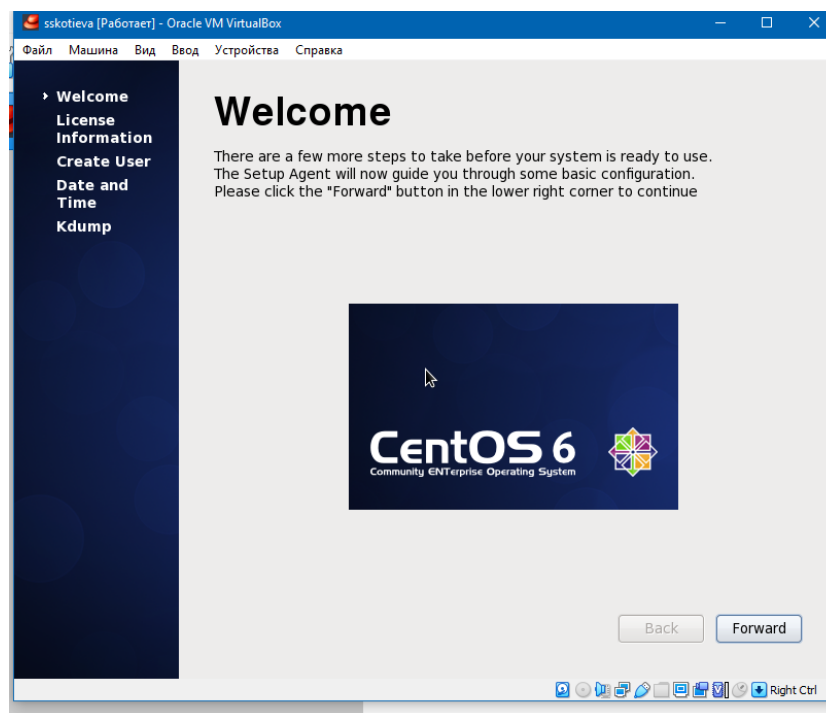 sskotieva [Работает] - Oracle VM VirtualBox
Файл Машина Вид Ввод Устройства Справка
Welcome
License
Information
Create User
Date and
Time
Kdump
Welcome
There are a few more steps to take before your system is ready to use.
The Setup Agent will now guide you through some basic configuration.
Please click the "Forward" button in the lower right corner to continue
CentOS 6
Community ENTerprise Operating System
Back Forward
Right Ctrl